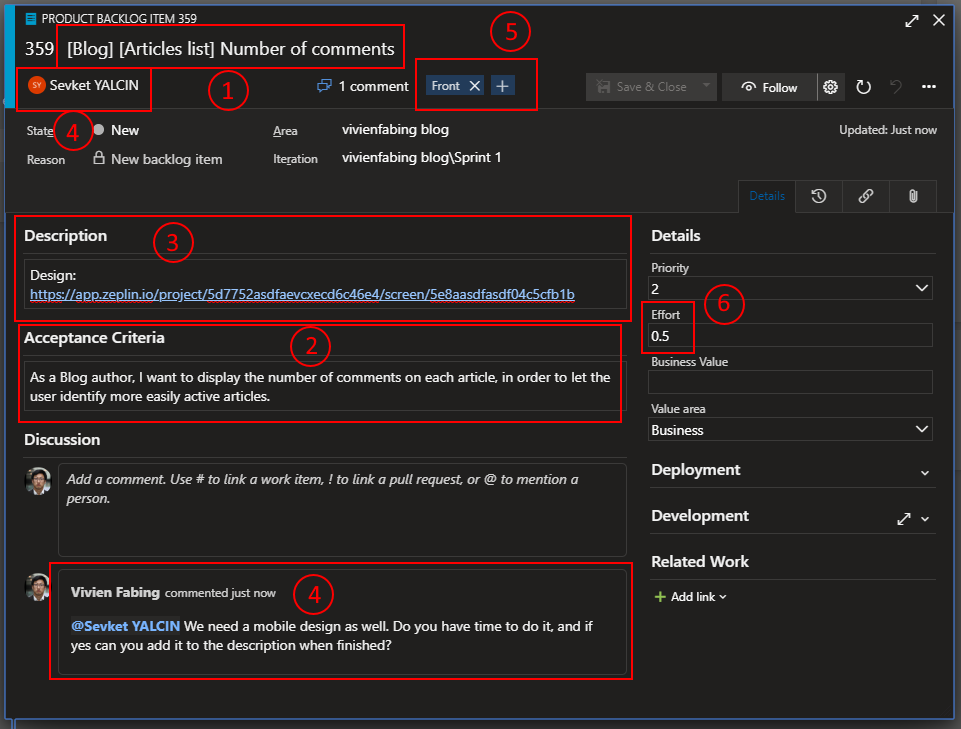 PRODUCT BACKLOG ITEM 359
5
359 [Blog] [Articles list] Number of comments
SY Sevket YALCIN
1
1 comment
Front
Save & Close
Follow
State
4
New
Area
vivienfabing blog
Updated: Just now
Reason
New backlog item
Iteration
vivienfabing blog\Sprint 1
Details
Description
3
Design:
https://app.zeplin.io/project/5d7752asdfaevcxecd6c46e4/screen/5e8aasdfasdf04c5cfb1b
Acceptance Criteria
2
As a Blog author, I want to display the number of comments on each article, in order to let the
user identify more easily active articles.
Discussion
Add a comment. Use # to link a work item, ! to link a pull request, or @ to mention a
person.
Vivien Fabing commented just now
4
@Sevket YALCIN We need a mobile design as well. Do you have time to do it, and if
yes can you add it to the description when finished?
Details
Priority
2
Effort
6
0.5
Business Value
Value area
Business
Deployment
Development
Related Work
Add link